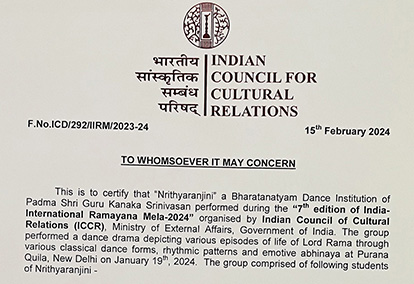 भारतीय
सांस्कृतिक
सम्बंध
परिषद्
INDIAN
COUNCIL FOR
CULTURAL
RELATIONS
F.No.ICD/292/IIRM/2023-24
15th February 2024
TO WHOMSOEVER IT MAY CONCERN
This is to certify that "Nrithyaranjini" a Bharatanatyam Dance Institution of
Padma Shri Guru Kanaka Srinivasan performed during the "7th edition of India-
International Ramayana Mela-2024" organised by Indian Council of Cultural
Relations (ICCR), Ministry of External Affairs, Government of India. The group
performed a dance drama depicting various episodes of life of Lord Rama through
various classical dance forms, rhythmic patterns and emotive abhinaya at Purana
Quila, New Delhi on January 19th, 2024. The group comprised of following students
of Nrithyaranjini -